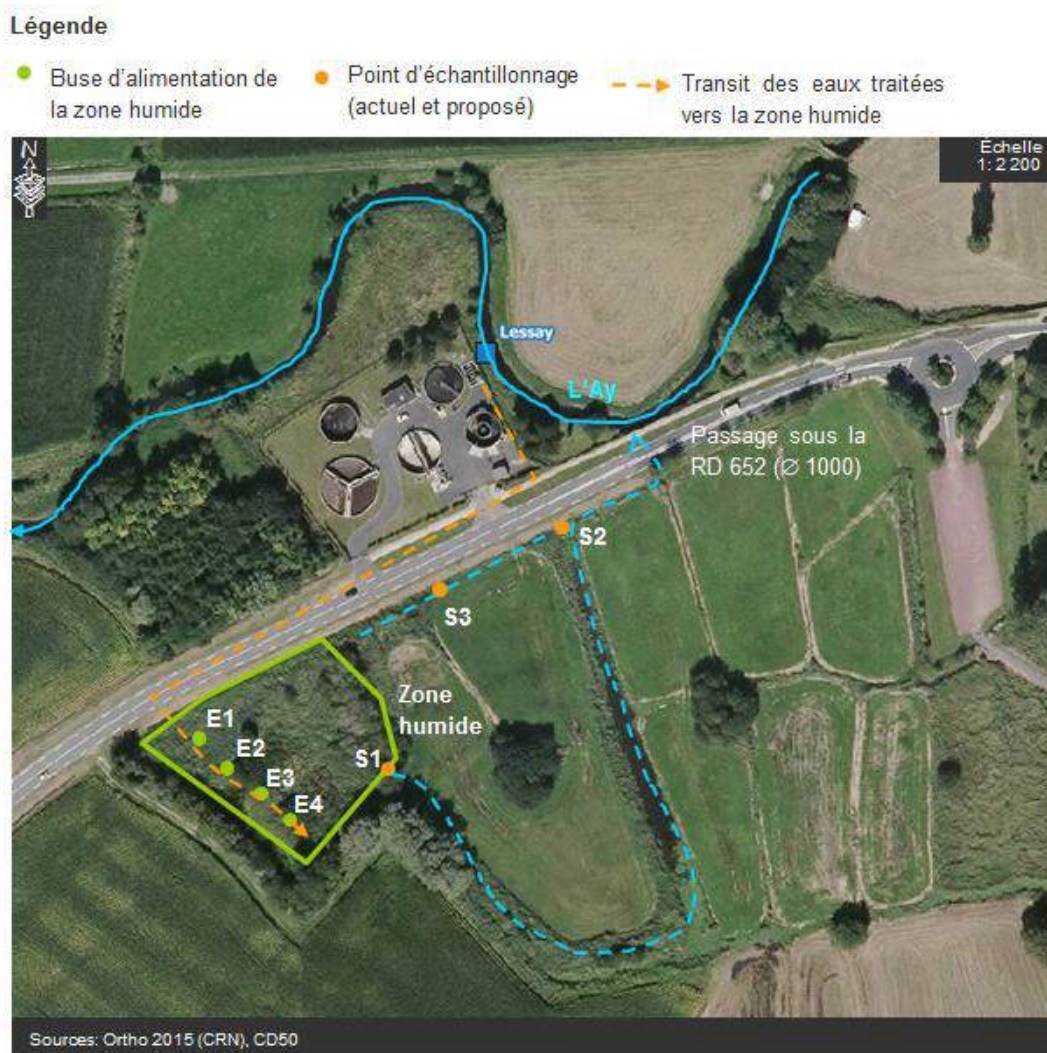 Légende
Buse d'alimentation de
la zone humide
Point d'échantillonnage
(actuel et proposé)
Transit des eaux traitées
vers la zone humide
N
Échelle
1: 2 200
Lessay
L'Ay
Passage sous la
RD 652 (Ø 1000)
S2
S3
Zone
humide
E1
E2
S1
E3
E4
Sources: Ortho 2015 (CRN), CD50